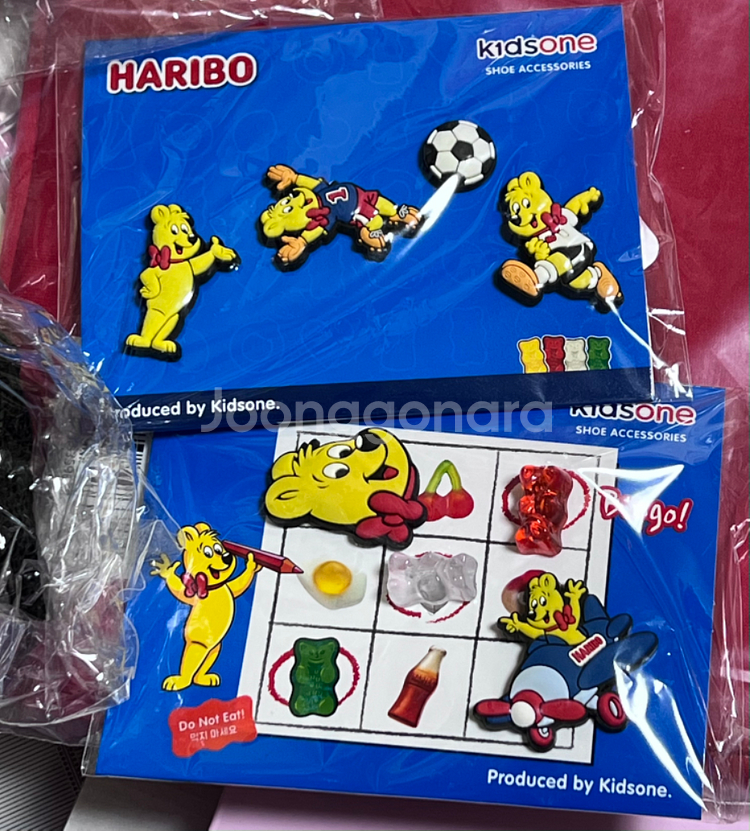 HARIBO
kidsone
SHOE ACCESSORIES
1
Produced by Kidsone.
Joonggonara
kidsone
SHOE ACCESSORIES
HARIBO
Do Not Eat!
먹지 마세요
Produced by Kidsone.